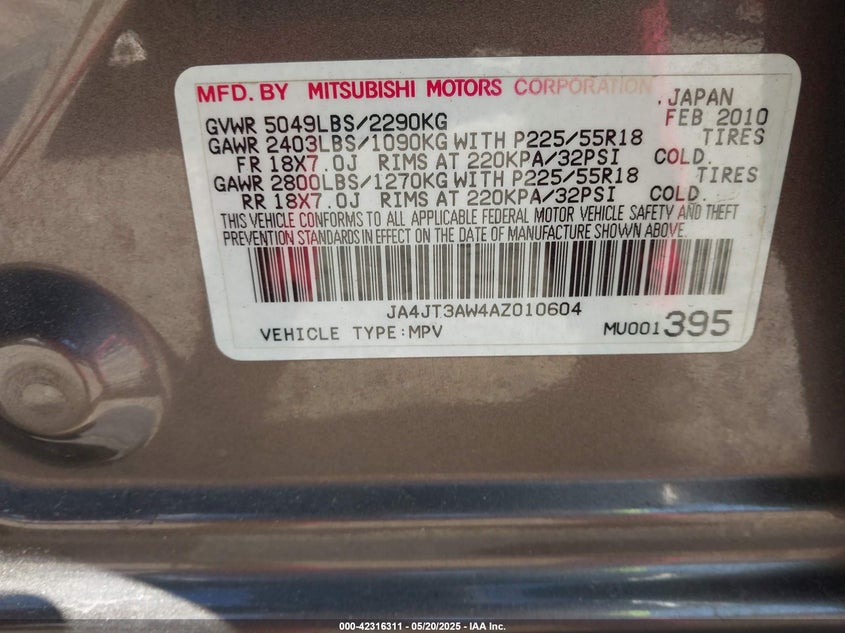 MFD. BY MITSUBISHI MOTORS CORPORATION
, JAPAN
GVWR 5049LBS/2290KG FEB 2010
GAWR 2403LBS/1090KG WITH P225/55R18 TIRES
FR 18X7.0J RIMS AT 220KPA/32PSI COLD.
GAWR 2800LBS/1270KG WITH P225/55R18 TIRES
RR 18X7.0J RIMS AT 220KPA/32PSI COLD.
THIS VEHICLE CONFORMS TO ALL APPLICABLE FEDERAL MOTOR VEHICLE SAFETY AND THEFT
PREVENTION STANDARDS IN EFFECT ON THE DATE OF MANUFACTURE SHOWN ABOVE.
JA4JT3AW4AZ010604
VEHICLE TYPE:MPV MU001395
000-42316311 — 05/20/2025 — IAA Inc.